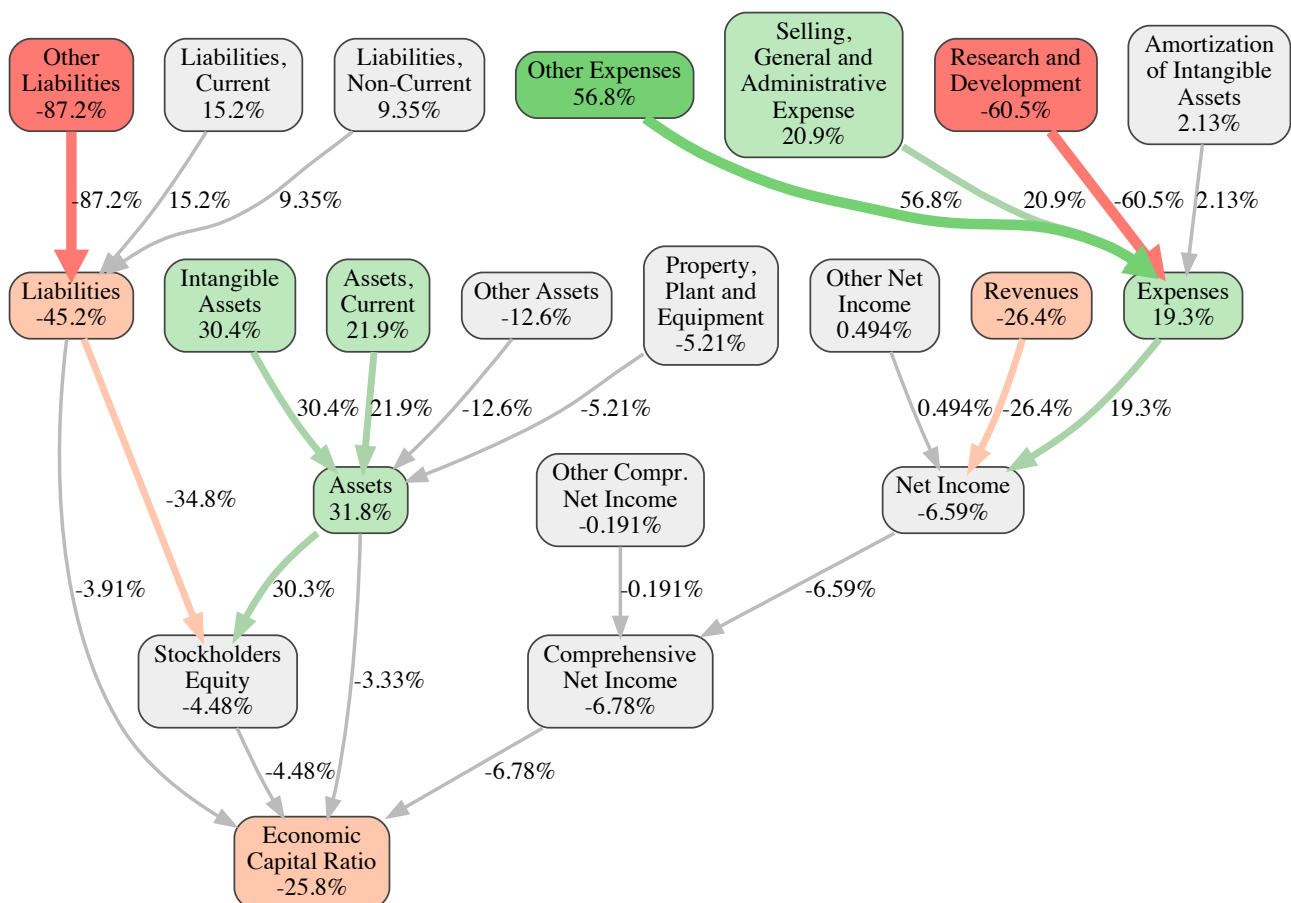 Other
Liabilities
-87.2%
Liabilities,
Current
15.2%
Liabilities,
Non-Current
9.35%
Other Expenses
56.8%
Selling,
General and
Administrative
Expense
20.9%
Research and
Development
-60.5%
Amortization
of Intangible
Assets
2.13%
-87.2%
15.2%
9.35%
56.8%
20.9%
-60.5%
2.13%
Liabilities
-45.2%
Intangible
Assets
30.4%
Assets,
Current
21.9%
Other Assets
-12.6%
Property,
Plant and
Equipment
-5.21%
Other Net
Income
0.494%
Revenues
-26.4%
Expenses
19.3%
30.4%
21.9%
-12.6%
-5.21%
0.494%
-26.4%
19.3%
-34.8%
Assets
31.8%
Other Compr.
Net Income
-0.191%
Net Income
-6.59%
-3.91%
30.3%
-0.191%
-6.59%
Stockholders
Equity
-4.48%
-3.33%
Comprehensive
Net Income
-6.78%
-4.48%
-6.78%
Economic
Capital Ratio
-25.8%